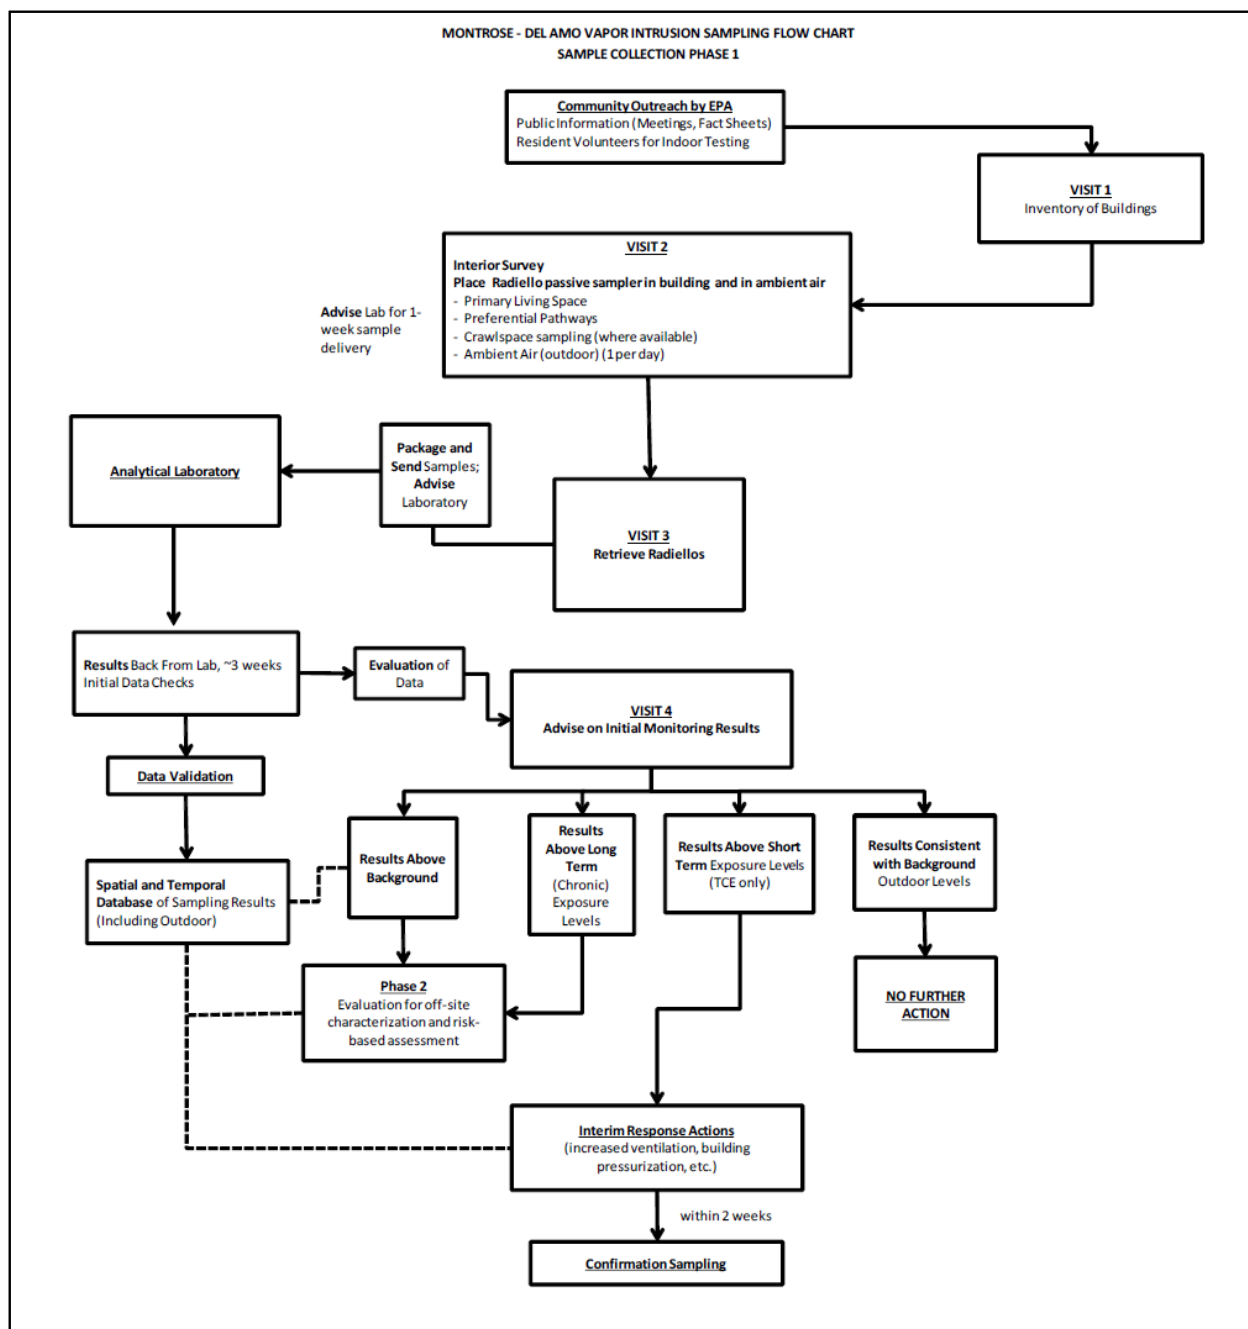 MONTROSE - DEL AMO VAPOR INTRUSION SAMPLING FLOW CHART
SAMPLE COLLECTION PHASE 1
Community Outreach by EPA
Public Information (Meetings, Fact Sheets)
Resident Volunteers for Indoor Testing
VISIT 1
Inventory of Buildings
VISIT 2
Interior Survey
Place Radiello passive sampler in building and in ambient air
- Primary Living Space
- Preferential Pathways
- Crawlspace sampling (where available)
- Ambient Air (outdoor) (1 per day)
Advise Lab for 1-
week sample
delivery
Analytical Laboratory
Package and
Send Samples;
Advise
Laboratory
VISIT 3
Retrieve Radiellos
Results Back From Lab, ~3 weeks
Initial Data Checks
Evaluation of
Data
VISIT 4
Advise on Initial Monitoring Results
Data Validation
Spatial and Temporal
Database of Sampling Results
(Including Outdoor)
Results Above
Background
Results
Above Long
Term
(Chronic)
Exposure
Levels
Results Above Short
Term Exposure Levels
(TCE only)
Results Consistent
with Background
Outdoor Levels
Phase 2
Evaluation for off-site
characterization and risk-
based assessment
NO FURTHER
ACTION
Interim Response Actions
(increased ventilation, building
pressurization, etc.)
within 2 weeks
Confirmation Sampling